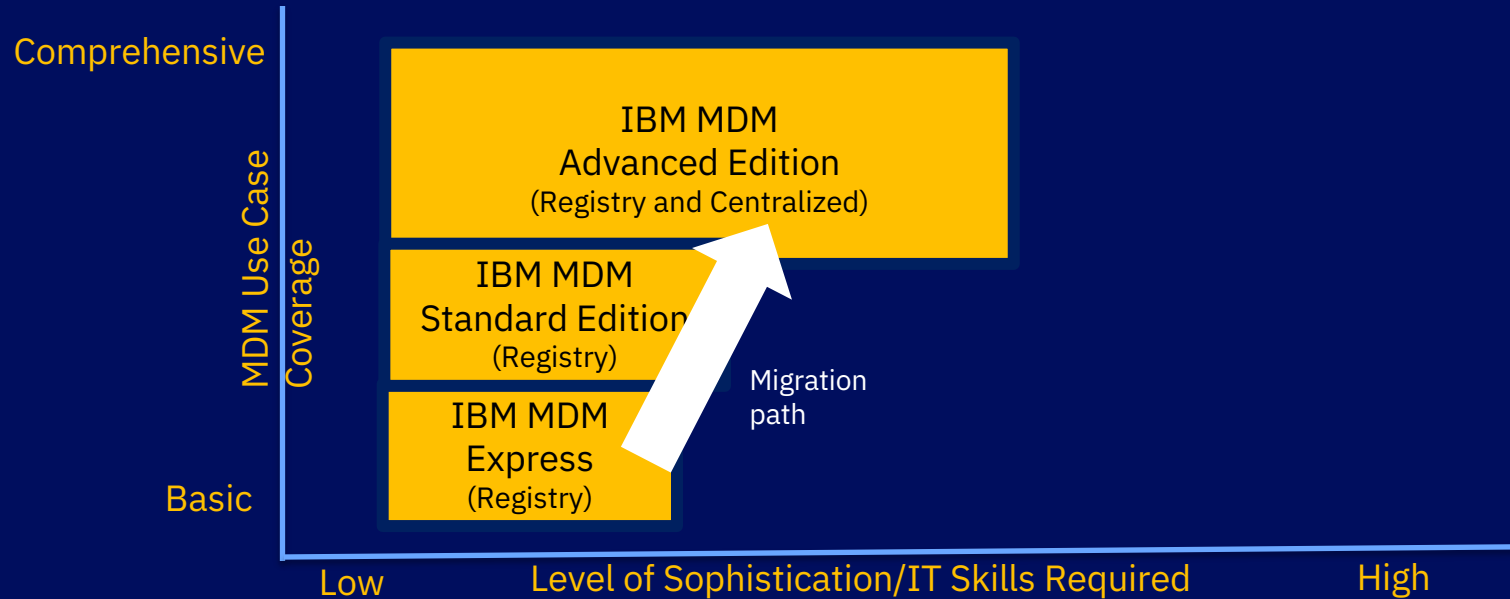 Comprehensive
IBM MDM
Advanced Edition
(Registry and Centralized)
MDM Use Case
Coverage
IBM MDM
Standard Edition
(Registry)
Migration
path
IBM MDM
Express
(Registry)
Basic
Low
Level of Sophistication/IT Skills Required
High